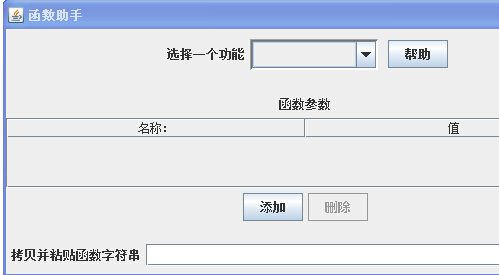 函数助手
选择一个功能 帮助
函数参数
名称: 值
添加 删除
拷贝并粘贴函数字符串